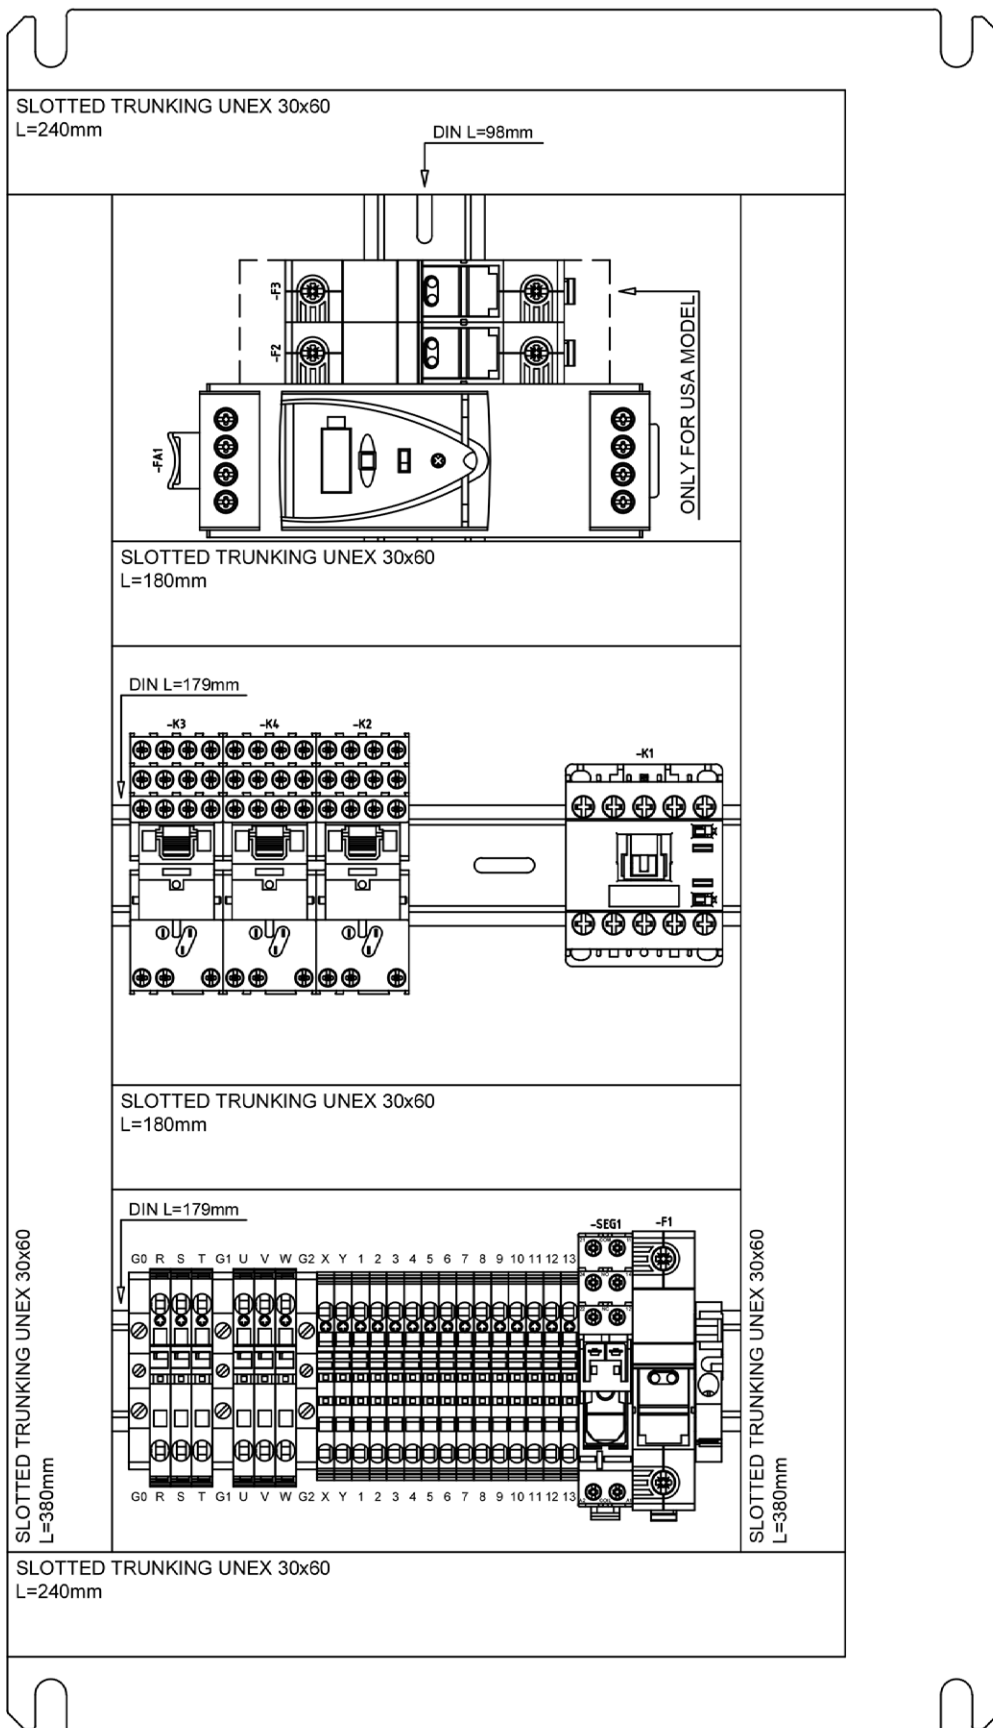 SLOTTED TRUNKING UNEX 30x60
L=240mm
DIN L=98mm
-F3
-F2
ONLY FOR USA MODEL
-FA1
SLOTTED TRUNKING UNEX 30x60
L=180mm
DIN L=179mm
-K3 -K4 -K2
-K1
SLOTTED TRUNKING UNEX 30x60
L=180mm
DIN L=179mm
-SEG1 -F1
G0 R S T G1 U V W G2 X Y 1 2 3 4 5 6 7 8 9 10 11 12 13
G0 R S T G1 U V W G2 X Y 1 2 3 4 5 6 7 8 9 10 11 12 13
SLOTTED TRUNKING UNEX 30x60
L=380mm
SLOTTED TRUNKING UNEX 30x60
L=380mm
SLOTTED TRUNKING UNEX 30x60
L=240mm